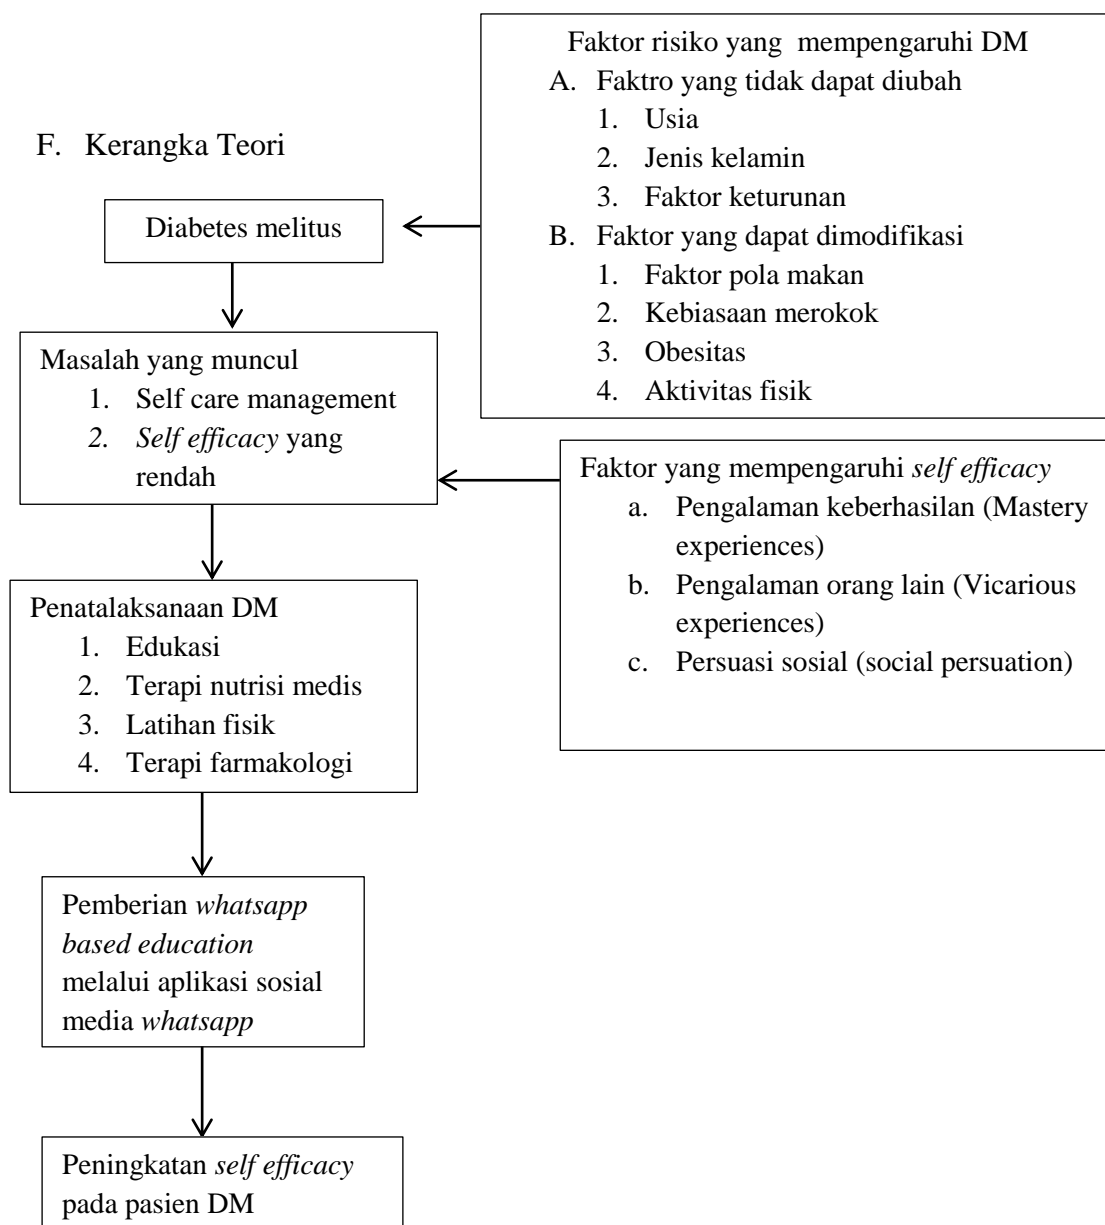 Faktor risiko yang mempengaruhi DM
A. Faktro yang tidak dapat diubah
1. Usia
2. Jenis kelamin
3. Faktor keturunan
B. Faktor yang dapat dimodifikasi
1. Faktor pola makan
2. Kebiasaan merokok
3. Obesitas
4. Aktivitas fisik
F. Kerangka Teori
Diabetes melitus
Masalah yang muncul
1. Self care management
2. Self efficacy yang
rendah
Faktor yang mempengaruhi self efficacy
a. Pengalaman keberhasilan (Mastery
experiences)
b. Pengalaman orang lain (Vicarious
experiences)
c. Persuasi sosial (social persuation)
Penatalaksanaan DM
1. Edukasi
2. Terapi nutrisi medis
3. Latihan fisik
4. Terapi farmakologi
Pemberian whatsapp
based education
melalui aplikasi sosial
media whatsapp
Peningkatan self efficacy
pada pasien DM